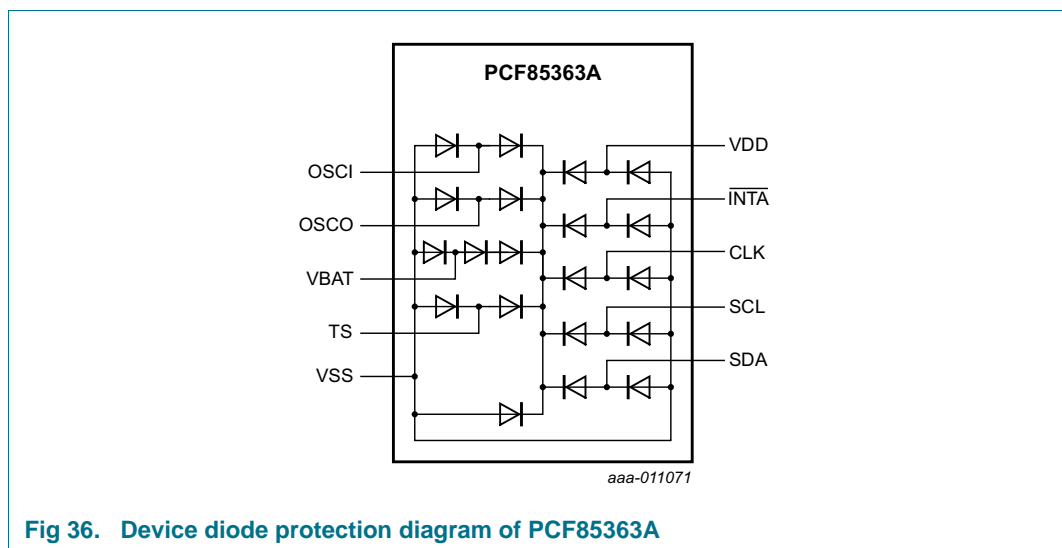 PCF85363A
OSCI
OSCO
VBAT
TS
VSS
VDD
INTA
CLK
SCL
SDA
aaa-011071
Fig 36. Device diode protection diagram of PCF85363A